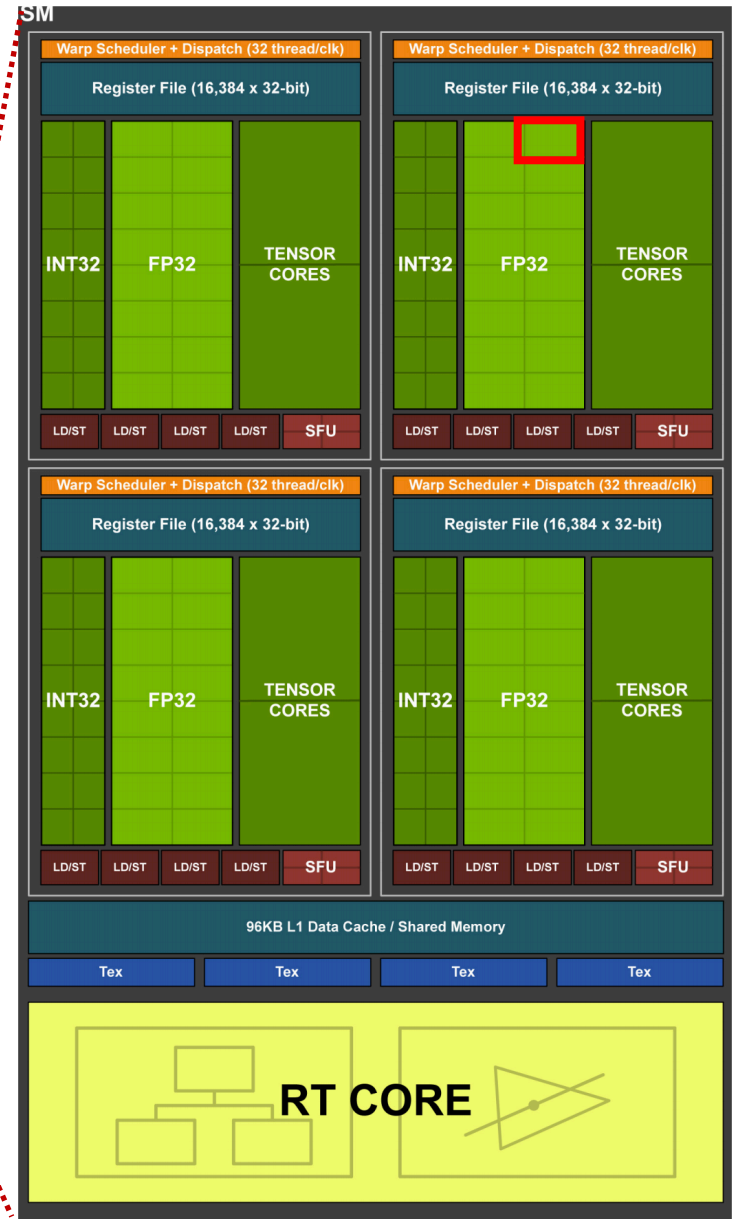 SM
Warp Scheduler + Dispatch (32 thread/clk)
Register File (16,384 x 32-bit)
INT32
FP32
TENSOR
CORES
LD/ST
LD/ST
LD/ST
LD/ST
SFU
Warp Scheduler + Dispatch (32 thread/clk)
Register File (16,384 x 32-bit)
INT32
FP32
TENSOR
CORES
LD/ST
LD/ST
LD/ST
LD/ST
SFU
Warp Scheduler + Dispatch (32 thread/clk)
Register File (16,384 x 32-bit)
INT32
FP32
TENSOR
CORES
LD/ST
LD/ST
LD/ST
LD/ST
SFU
Warp Scheduler + Dispatch (32 thread/clk)
Register File (16,384 x 32-bit)
INT32
FP32
TENSOR
CORES
LD/ST
LD/ST
LD/ST
LD/ST
SFU
96KB L1 Data Cache / Shared Memory
Tex
Tex
Tex
Tex
RT CORE